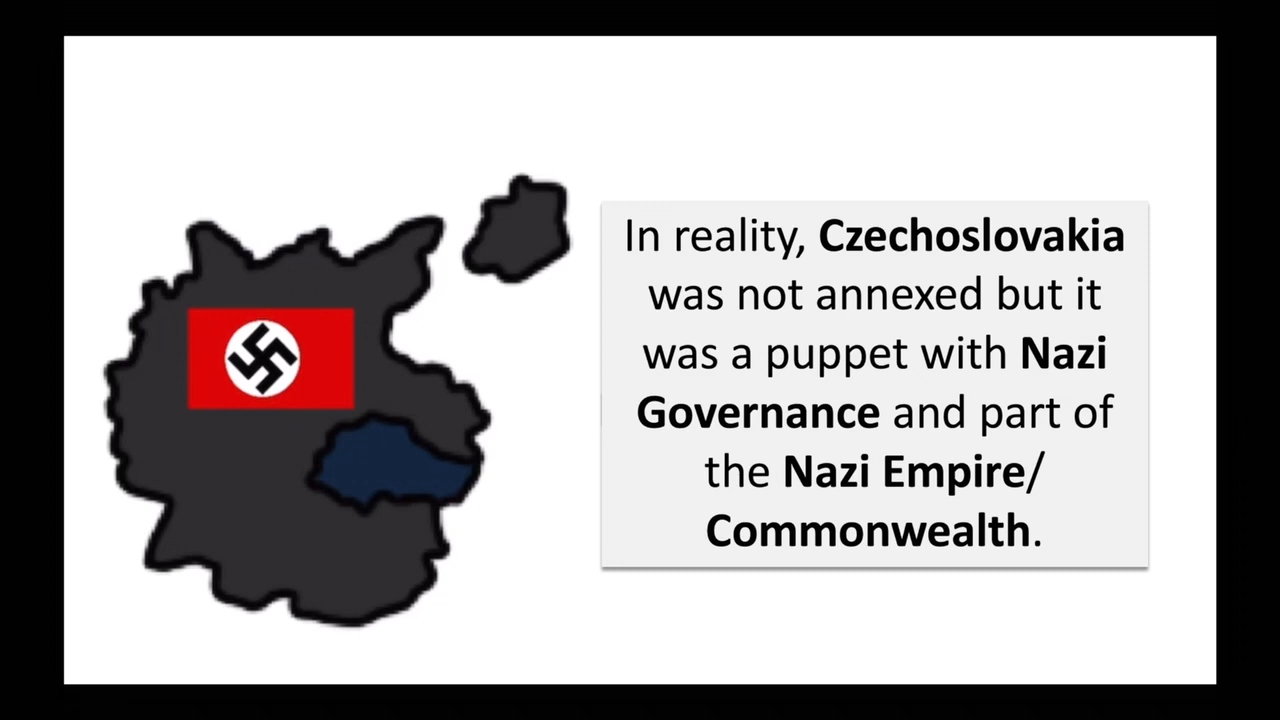 In reality, Czechoslovakia
was not annexed but it
was a puppet with Nazi
Governance and part of
the Nazi Empire/
Commonwealth.